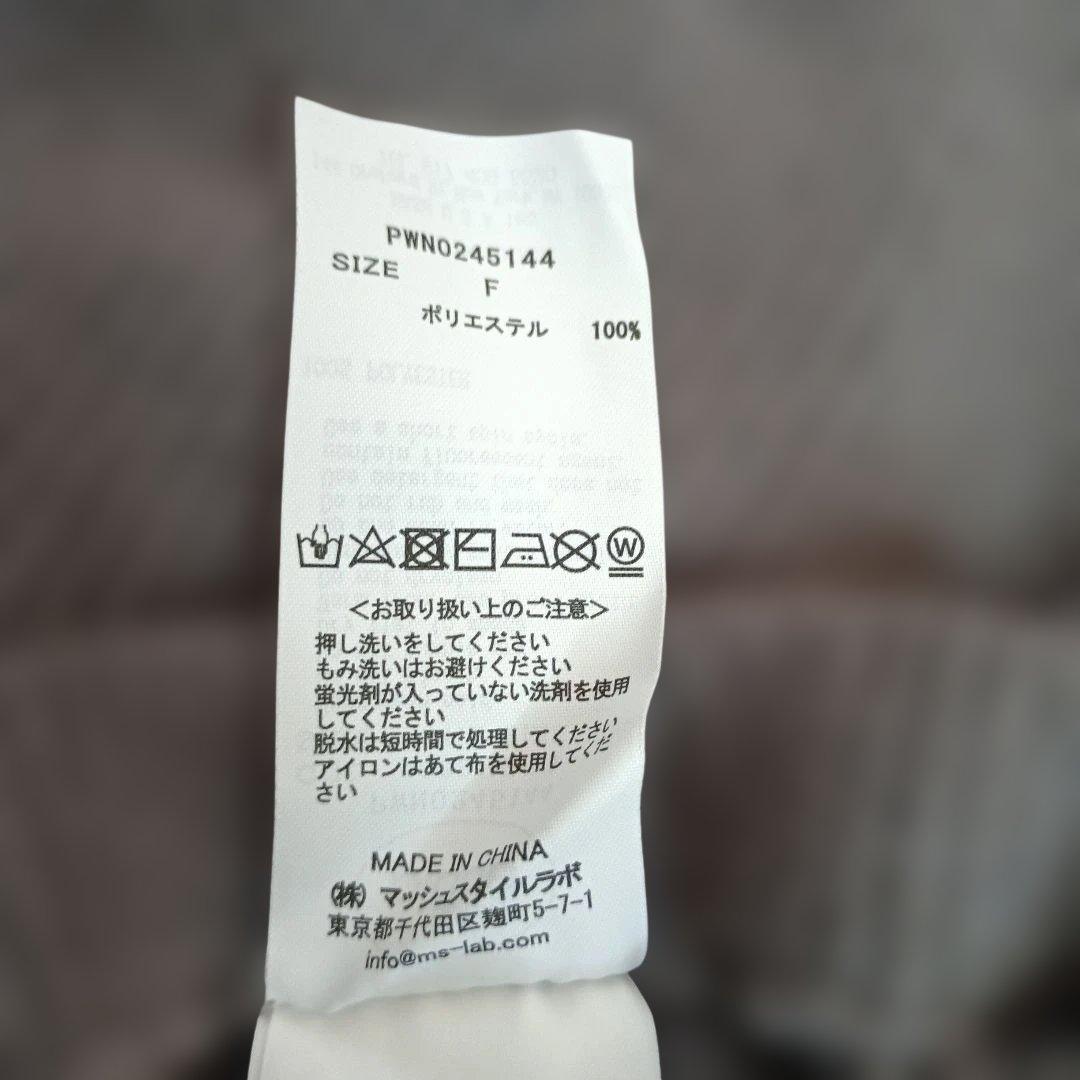 PWNO245144
SIZE F
ポリエステル 100%
W
＜お取り扱い上のご注意＞
押し洗いをしてください
もみ洗いはお避けください
蛍光剤が入っていない洗剤を使用
してください
脱水は短時間で処理してください
アイロンはあて布を使用してくだ
さい
MADE IN CHINA
(株) マッシュスタイルラボ
東京都千代田区麹町5-7-1
info@ms-lab.com